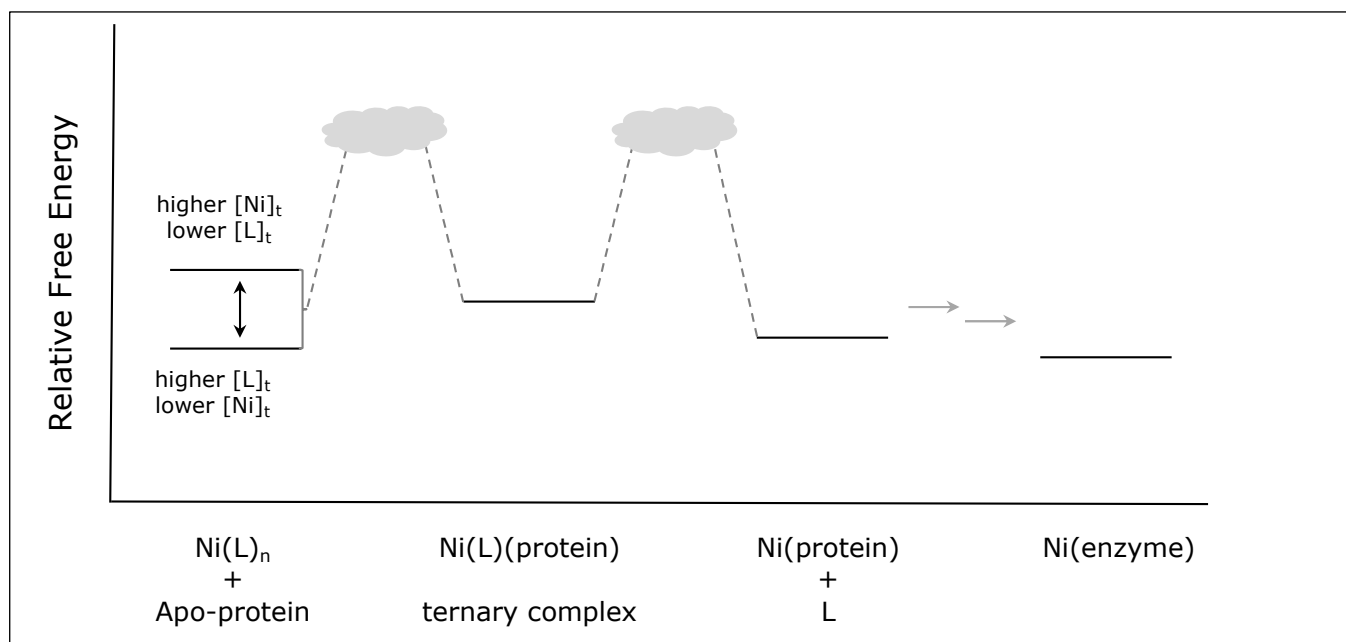 Relative Free Energy
higher [Ni]t
lower [L]t
higher [L]t
lower [Ni]t
Ni(L)n
+
Apo-protein
Ni(L)(protein)
ternary complex
Ni(protein)
+
L
Ni(enzyme)